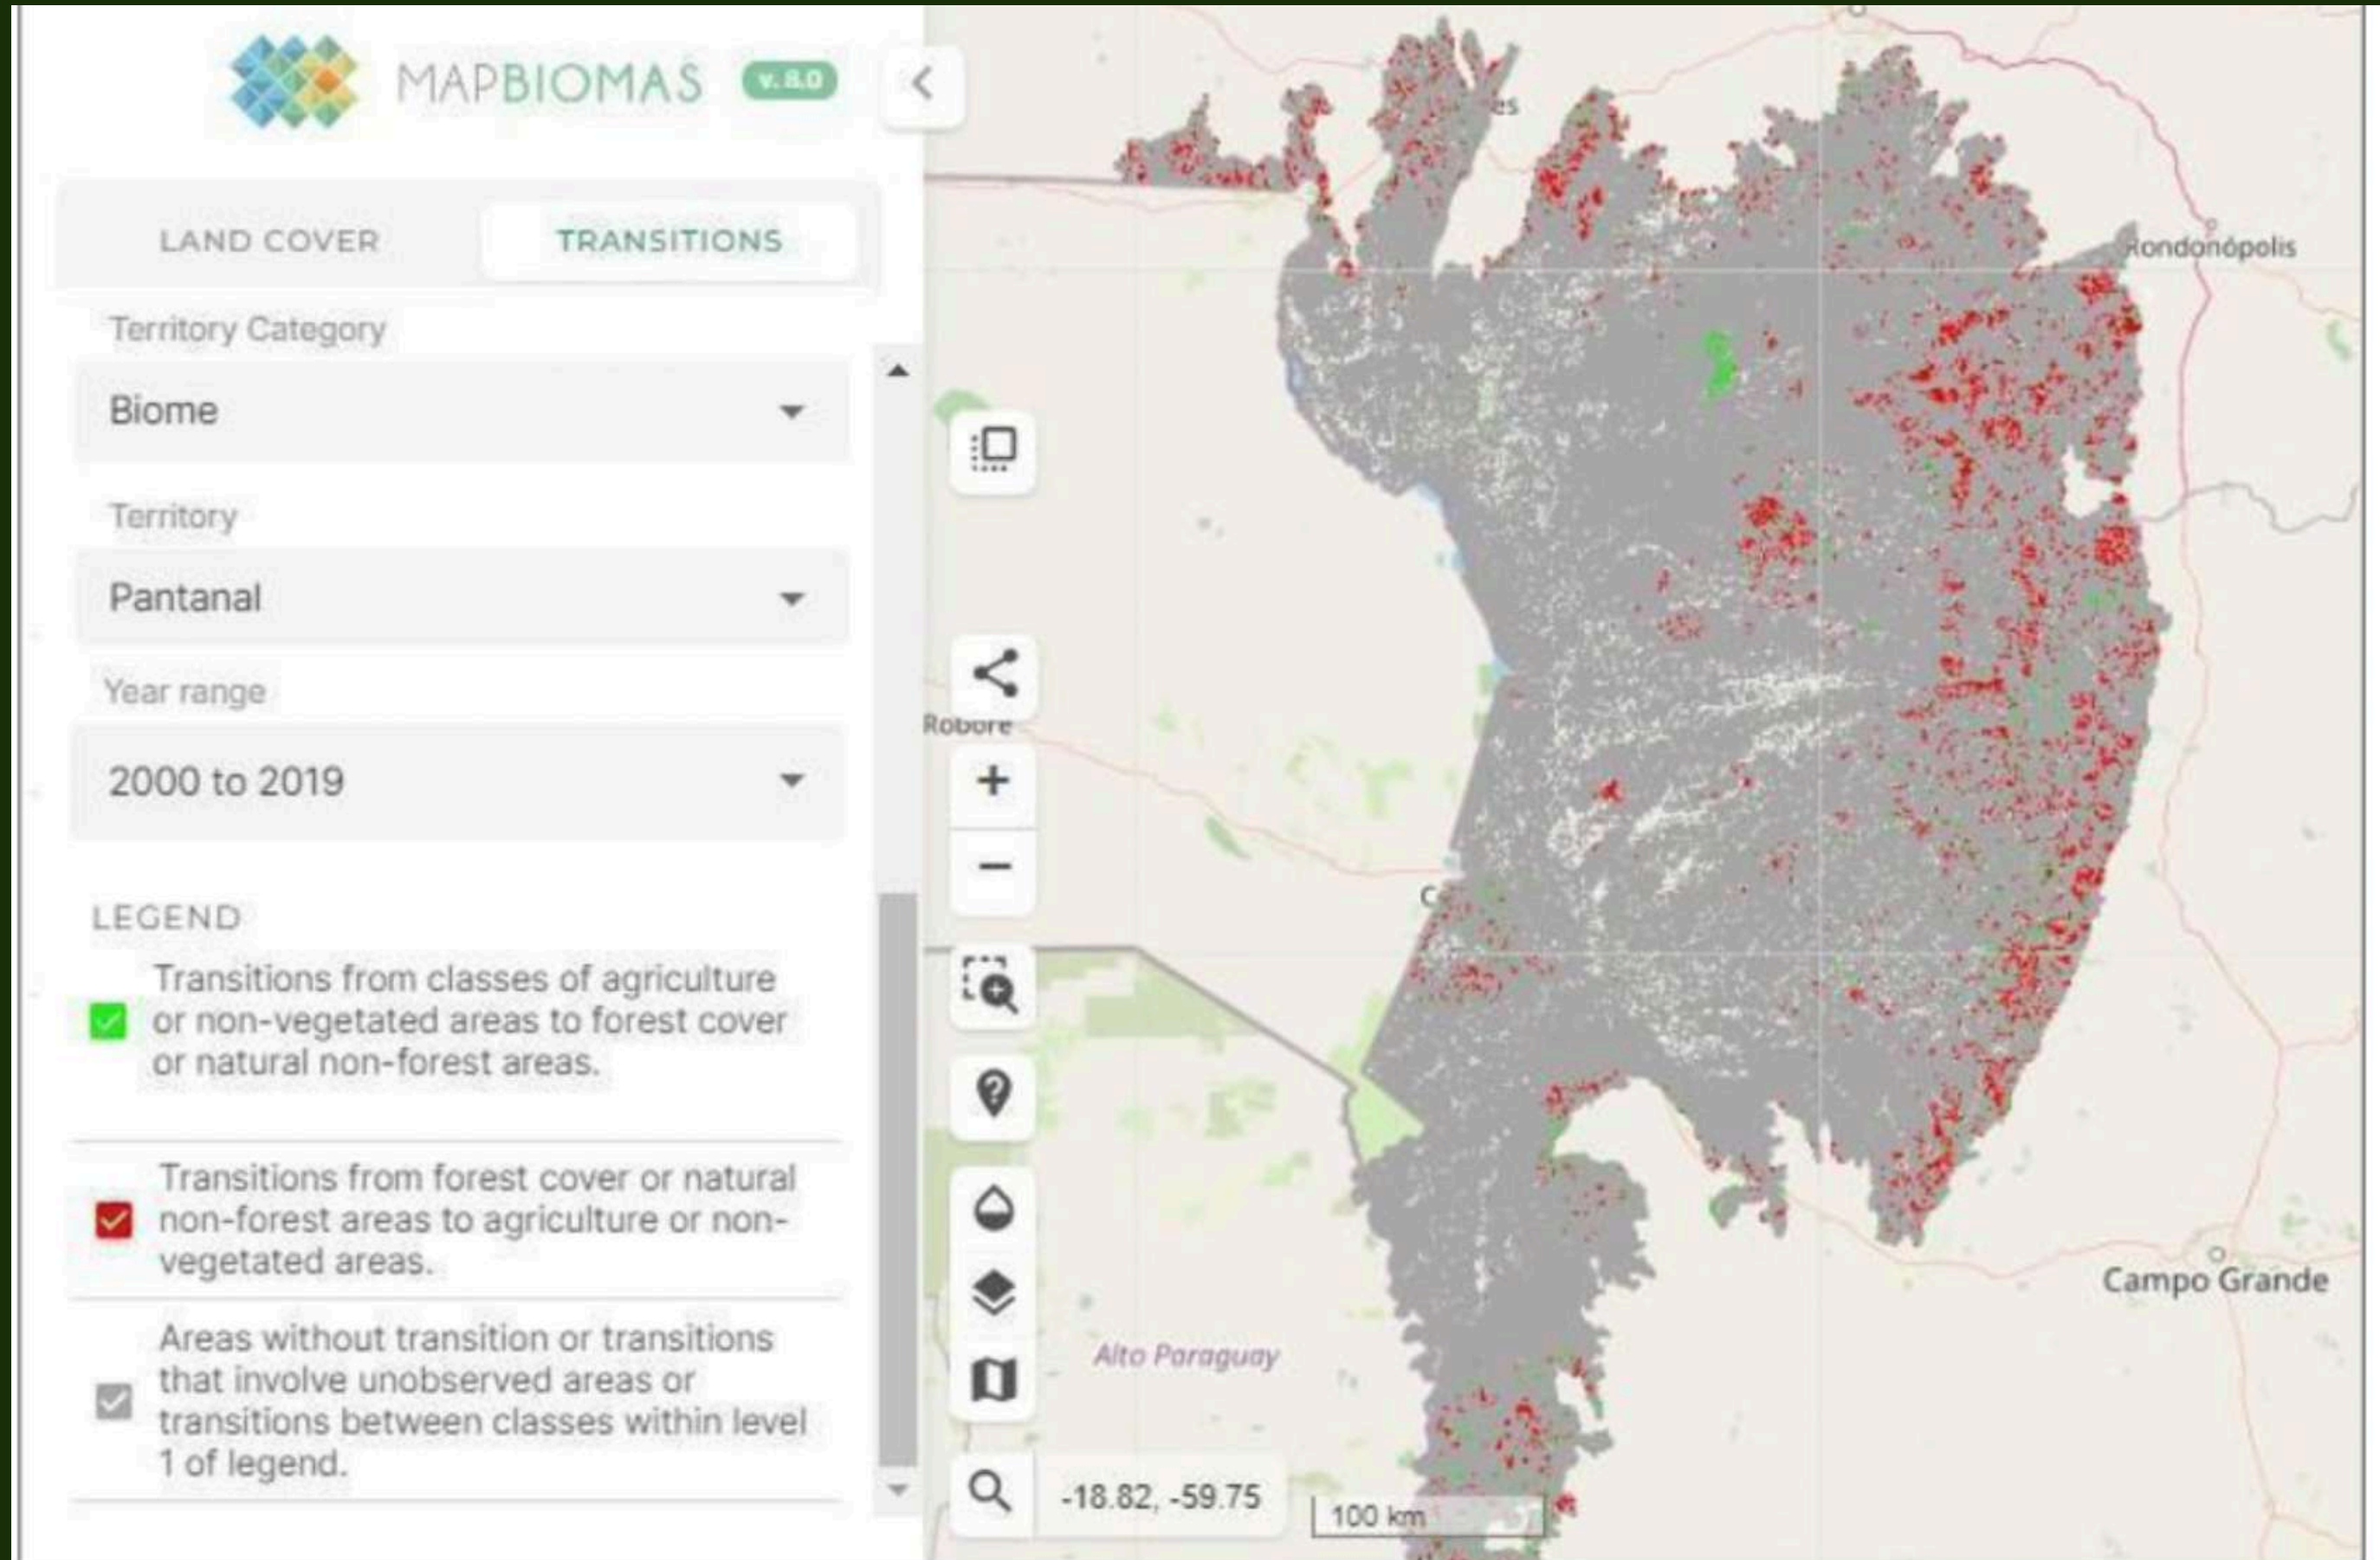 MAPBIOMAS v. 8.0
LAND COVER
TRANSITIONS
Territory Category
Biome
Territory
Pantanal
Year range
2000 to 2019
LEGEND
Transitions from classes of agriculture
or non-vegetated areas to forest cover
or natural non-forest areas.
Transitions from forest cover or natural
non-forest areas to agriculture or non-
vegetated areas.
Areas without transition or transitions
that involve unobserved areas or
transitions between classes within level
1 of legend.
es
Rondonópolis
Roboré
C
Campo Grande
Alto Paraguay
-18.82, -59.75
100 km